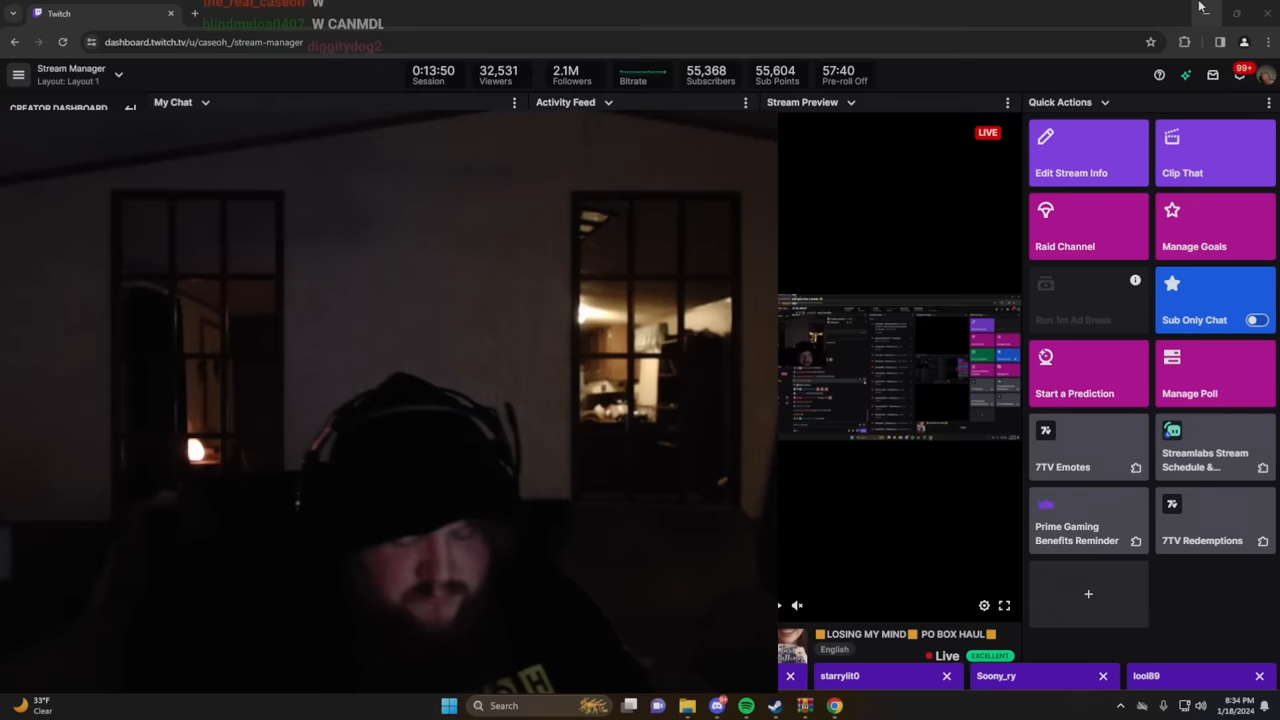 the_real_caseoh W
Twitch
blindmelon0407 W CANMDL
diggitydog2
dashboard.twitch.tv/u/caseoh_/stream-manager
Stream Manager
Layout: Layout 1
0:13:50
Session
32,531
Viewers
2.1M
Followers
Bitrate
55,368
Subscribers
55,604
Sub Points
57:40
Pre-roll Off
99+
CREATOR DASHBOARD
My Chat
Activity Feed
Stream Preview
Quick Actions
LIVE
Edit Stream Info
Clip That
Raid Channel
Manage Goals
Run 1m Ad Break
Sub Only Chat
Start a Prediction
Manage Poll
7TV Emotes
Streamlabs Stream
Schedule &...
Prime Gaming
Benefits Reminder
7TV Redemptions
LOSING MY MIND PO BOX HAUL
English
Live
EXCELLENT
starrylit0
Soony_ry
lool89
33°F
Clear
Search
8:34 PM
1/18/2024